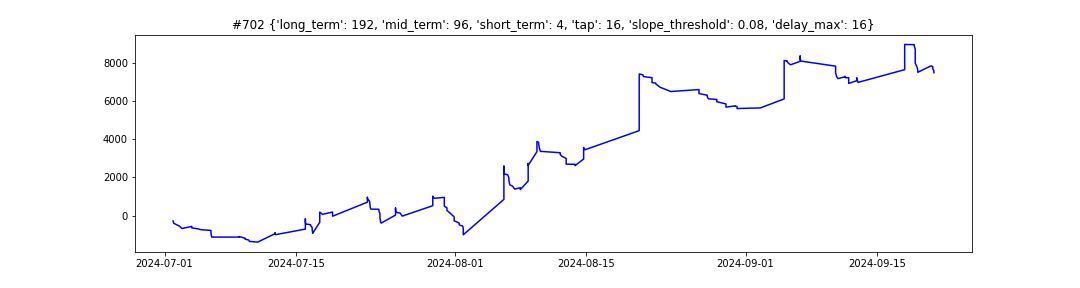 #702 {'long_term': 192, 'mid_term': 96, 'short_term': 4, 'tap': 16, 'slope_threshold': 0.08, 'delay_max': 16}
8000
6000
4000
2000
0
2024-07-01 2024-07-15 2024-08-01 2024-08-15 2024-09-01 2024-09-15